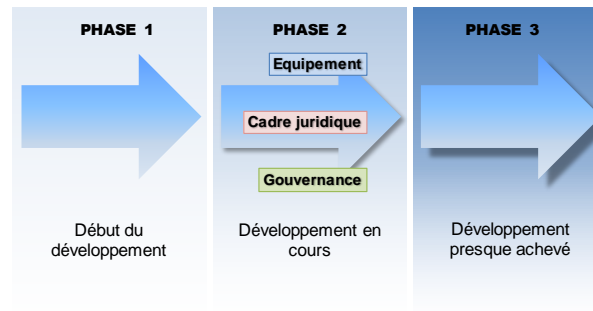 PHASE 1
Début du
développement
PHASE 2
Equipement
Cadre juridique
Gouvernance
Développement en
cours
PHASE 3
Développement
presque achevé